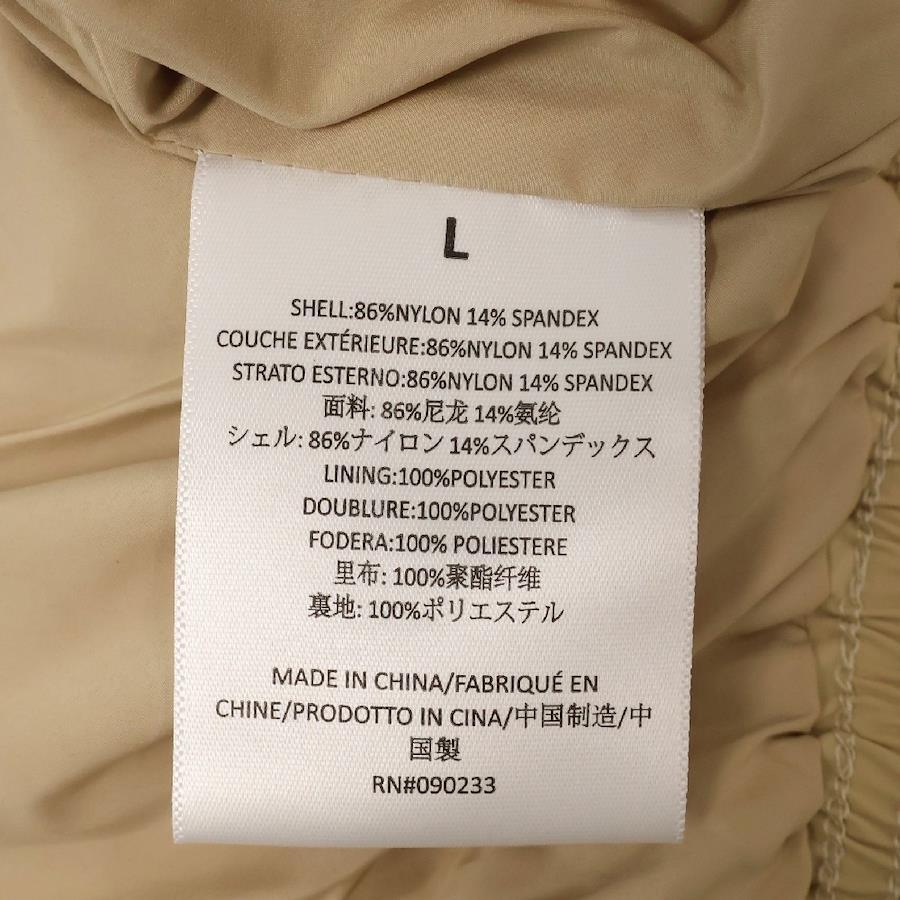 L
SHELL:86%NYLON 14% SPANDEX
COUCHE EXTÉRIEURE:86%NYLON 14% SPANDEX
STRATO ESTERNO:86%NYLON 14% SPANDEX
面料: 86%尼龙 14%氨纶
シェル: 86%ナイロン 14%スパンデックス
LINING:100%POLYESTER
DOUBLURE:100%POLYESTER
FODERA:100% POLIESTERE
里布: 100%聚酯纤维
裏地: 100%ポリエステル
MADE IN CHINA/FABRIQUÉ EN
CHINE/PRODOTTO IN CINA/中国制造/中
国製
RN#090233